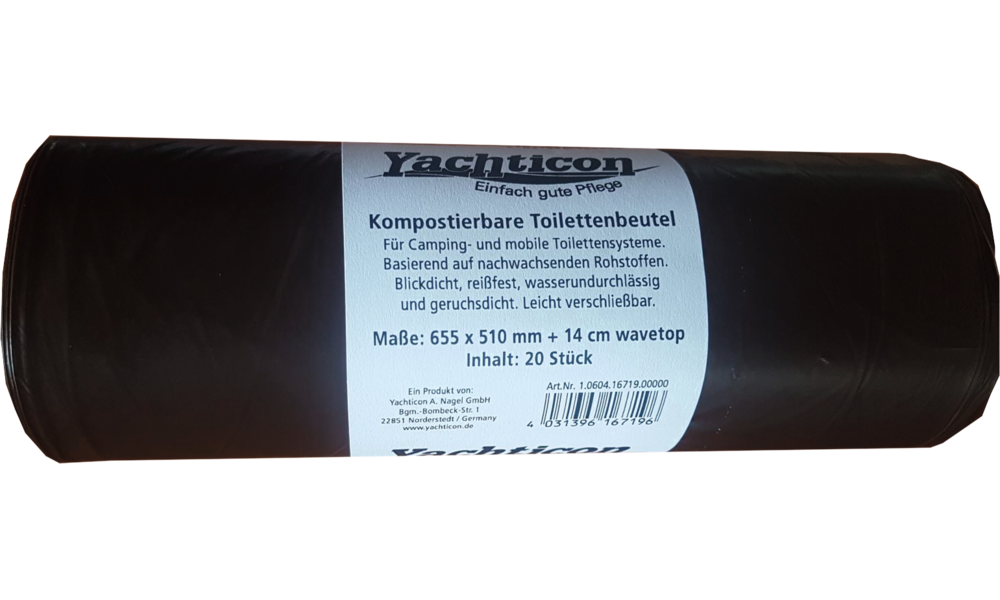 Yachticon
Einfach gute Pflege
Kompostierbare Toilettenbeutel
Für Camping- und mobile Toilettensysteme.
Basierend auf nachwachsenden Rohstoffen.
Blickdicht, reißfest, wasserundurchlässig
und geruchsdicht. Leicht verschließbar.
Maße: 655 x 510 mm + 14 cm wavetop
Inhalt: 20 Stück
Ein Produkt von:
Yachticon A. Nagel GmbH
Bgm.-Bombeck-Str. 1
22851 Norderstedt / Germany
www.yachticon.de
Art.Nr. 1.0604.16719.00000
4 031396 167196
Yachticon